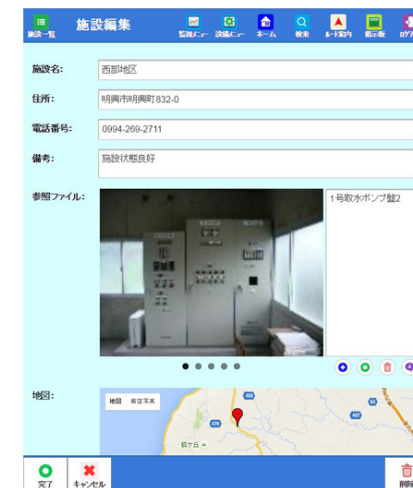 施設編集
施設一覧
監視メニュー
設備メニュー
ホーム
検索
ルート案内
掲示板
施設名:
西部地区
住所:
明興市明興町832-0
電話番号:
0994-269-2711
備考:
施設状態良好
参照ファイル:
1号取水ポンプ盤2
地図:
地図 航空写真
完了
キャンセル
削除